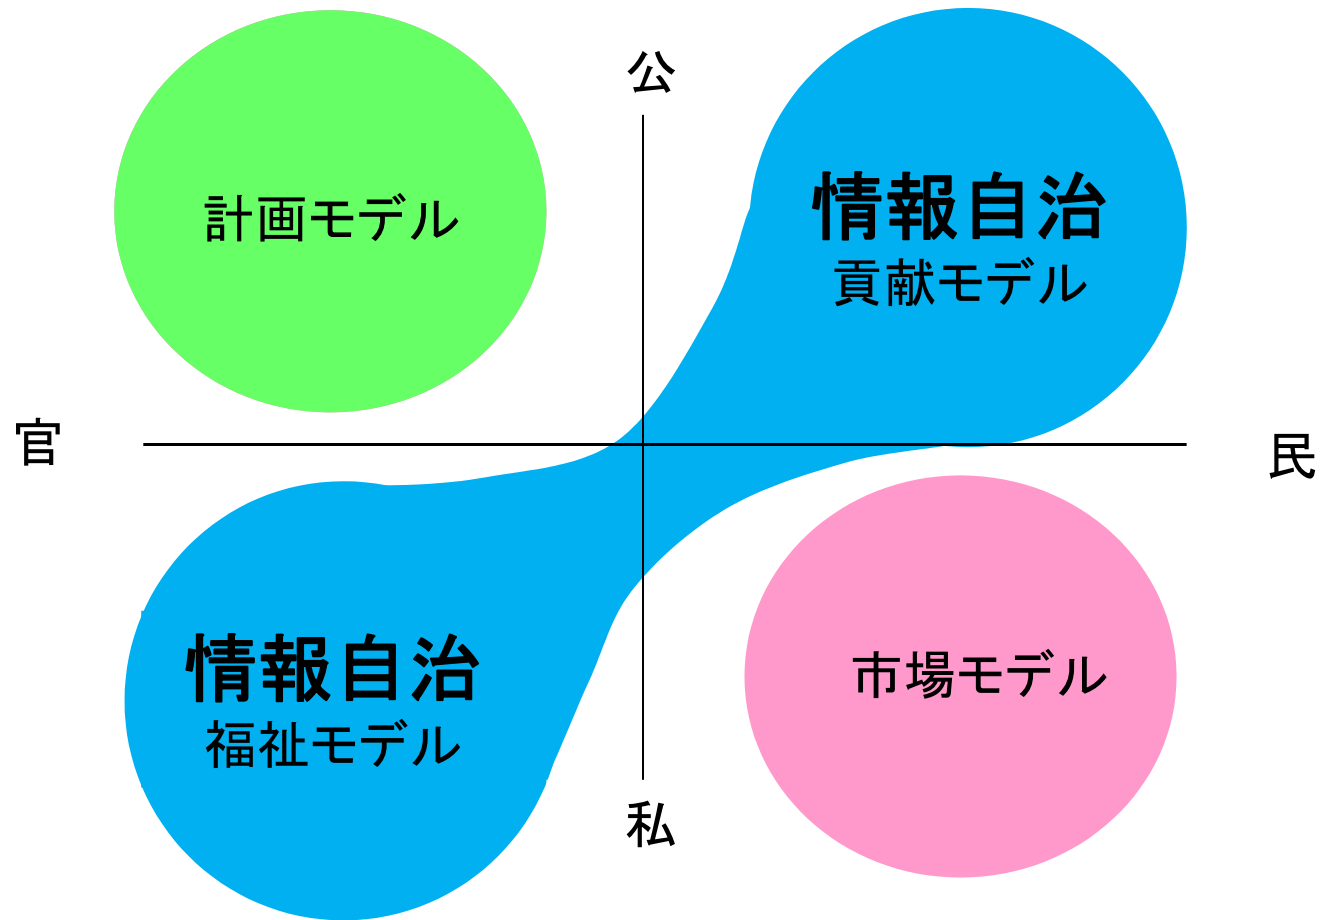 公
計画モデル
情報自治
貢献モデル
官
民
情報自治
福祉モデル
市場モデル
私